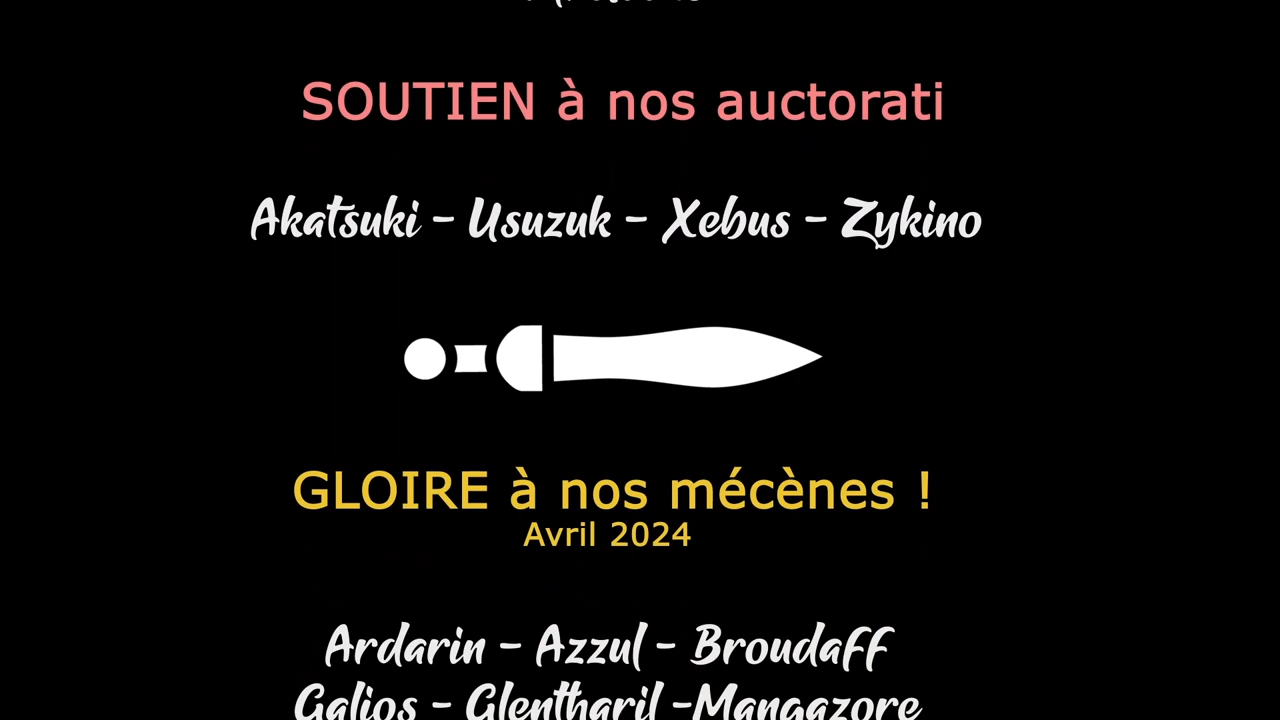 SOUTIEN à nos auctorati
Akatsuki - Usuzuk - Xebus - Zykino
GLOIRE à nos mécènes !
Avril 2024
Ardarin - Azzul - Broudaff
Galios - Glentharil -Mangazore